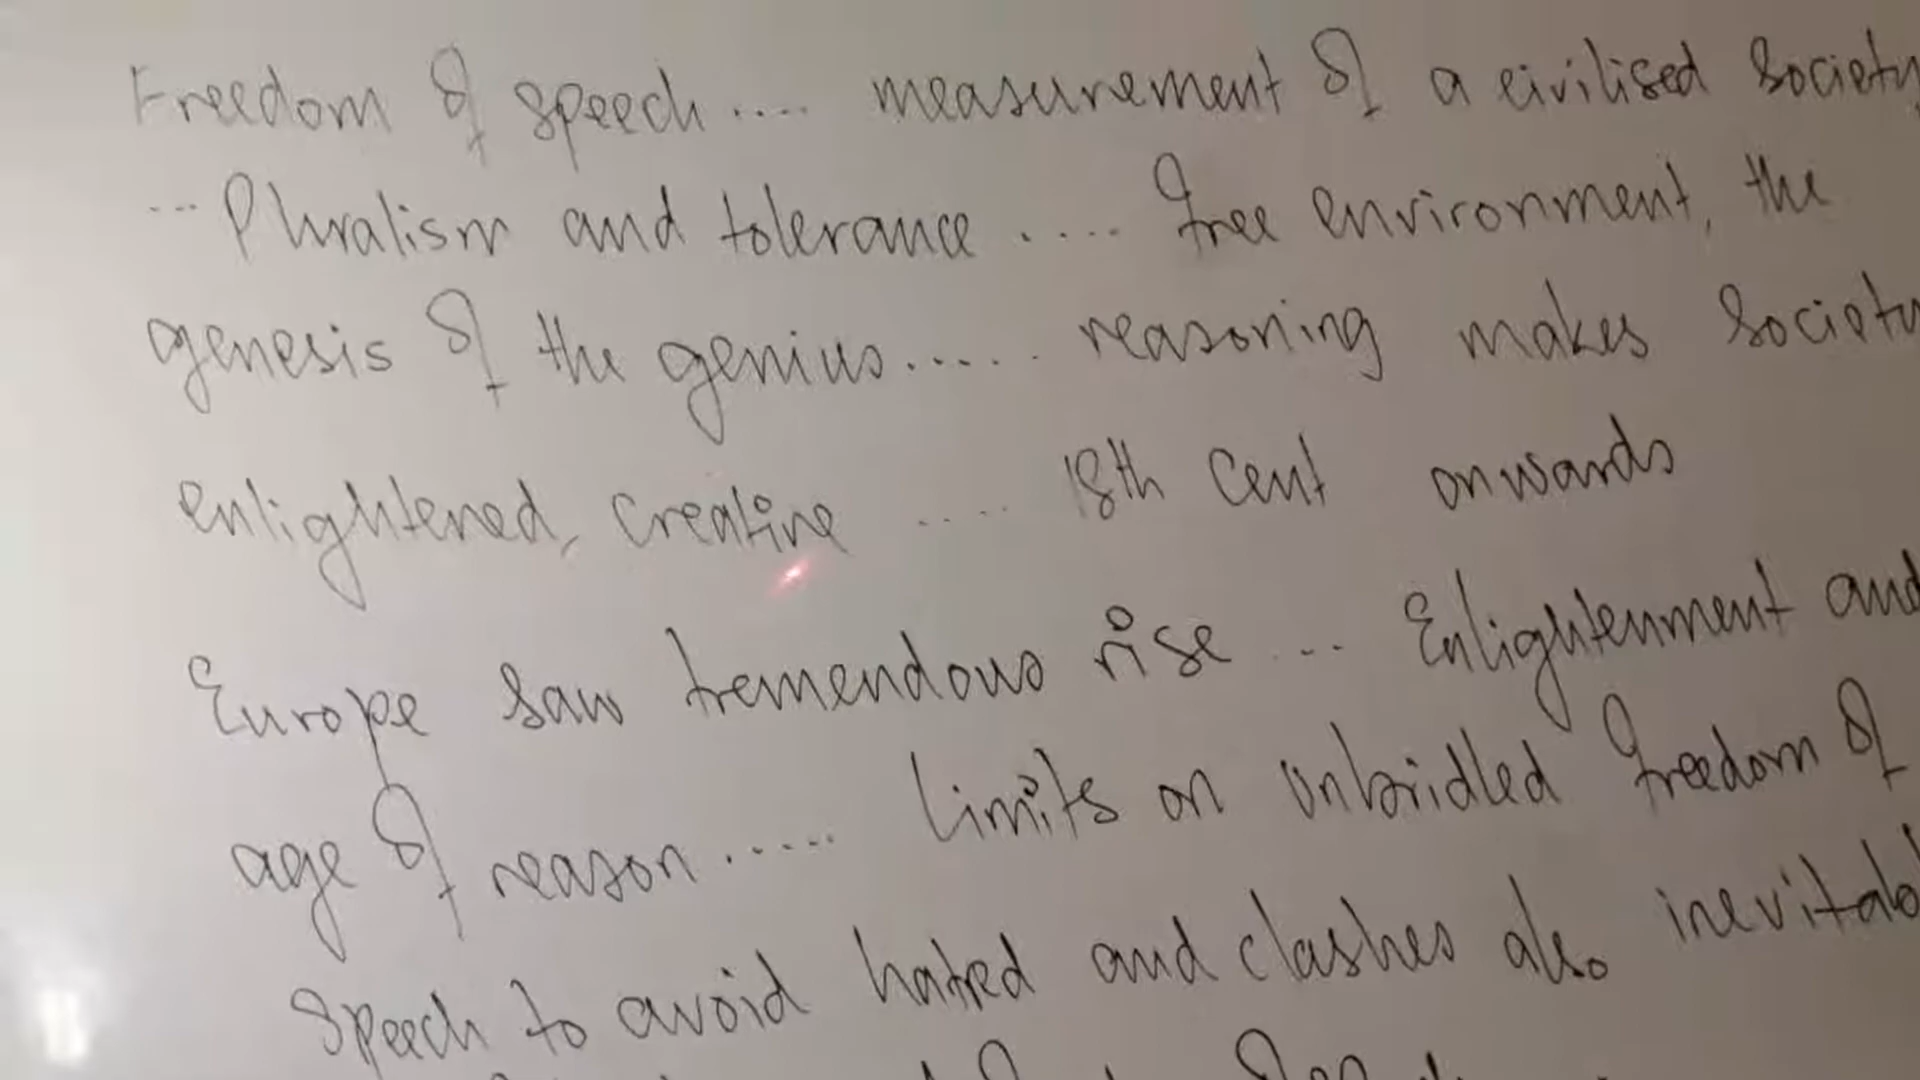 Freedom of speech.... measurement of a civilised society
... Pluralism and tolerance .... free environment, the
genesis of the genius..... reasoning makes society
enlightened, creative .... 18th Cent onwards
Europe saw tremendous rise ... Enlightenment and
age of reason ..... limits on unbridled freedom of
speech to avoid hatred and clashes also inevitab